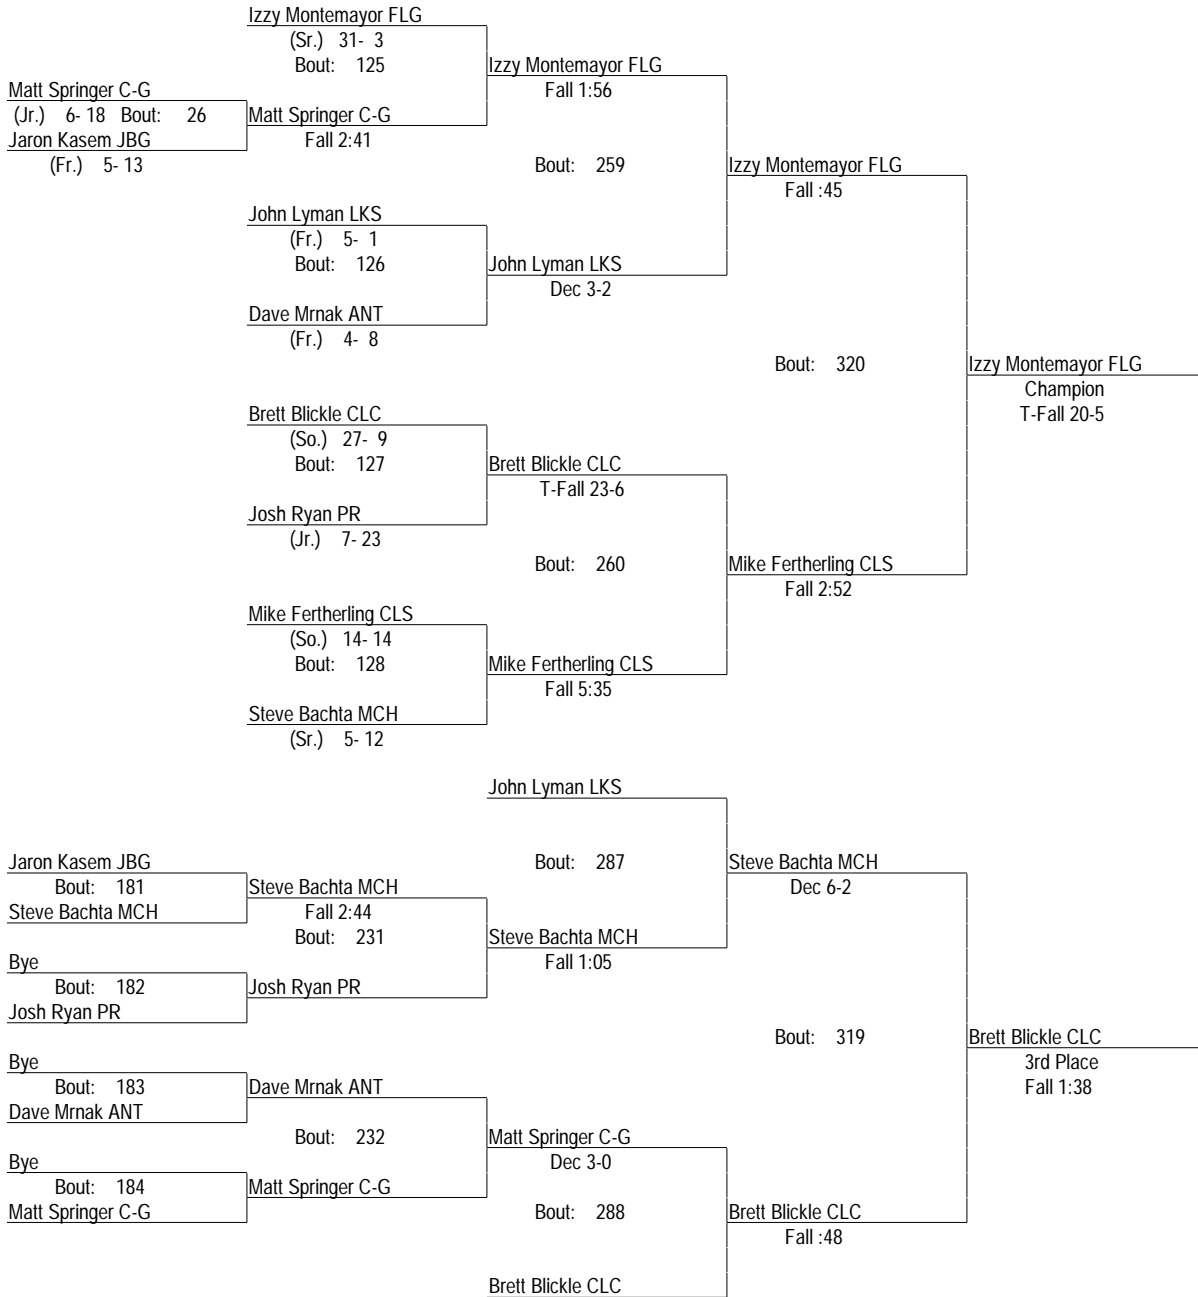 Izzy Montemayor FLG
(Sr.) 31- 3
Bout: 125
Izzy Montemayor FLG
Fall 1:56
Matt Springer C-G
(Jr.) 6- 18 Bout: 26
Matt Springer C-G
Fall 2:41
Jaron Kasem JBG
(Fr.) 5- 13
Bout: 259
Izzy Montemayor FLG
Fall :45
John Lyman LKS
(Fr.) 5- 1
Bout: 126
John Lyman LKS
Dec 3-2
Dave Mrnak ANT
(Fr.) 4- 8
Bout: 320
Izzy Montemayor FLG
Champion
T-Fall 20-5
Brett Blickle CLC
(So.) 27- 9
Bout: 127
Brett Blickle CLC
T-Fall 23-6
Josh Ryan PR
(Jr.) 7- 23
Bout: 260
Mike Fertherling CLS
Fall 2:52
Mike Fertherling CLS
(So.) 14- 14
Bout: 128
Mike Fertherling CLS
Fall 5:35
Steve Bachta MCH
(Sr.) 5- 12
John Lyman LKS
Bout: 287
Steve Bachta MCH
Dec 6-2
Jaron Kasem JBG
Bout: 181
Steve Bachta MCH
Steve Bachta MCH
Fall 2:44
Bout: 231
Steve Bachta MCH
Fall 1:05
Bye
Bout: 182
Josh Ryan PR
Josh Ryan PR
Bout: 319
Brett Blickle CLC
3rd Place
Fall 1:38
Bye
Bout: 183
Dave Mrnak ANT
Dave Mrnak ANT
Bout: 232
Matt Springer C-G
Dec 3-0
Bye
Bout: 184
Matt Springer C-G
Matt Springer C-G
Bout: 288
Brett Blickle CLC
Fall :48
Brett Blickle CLC